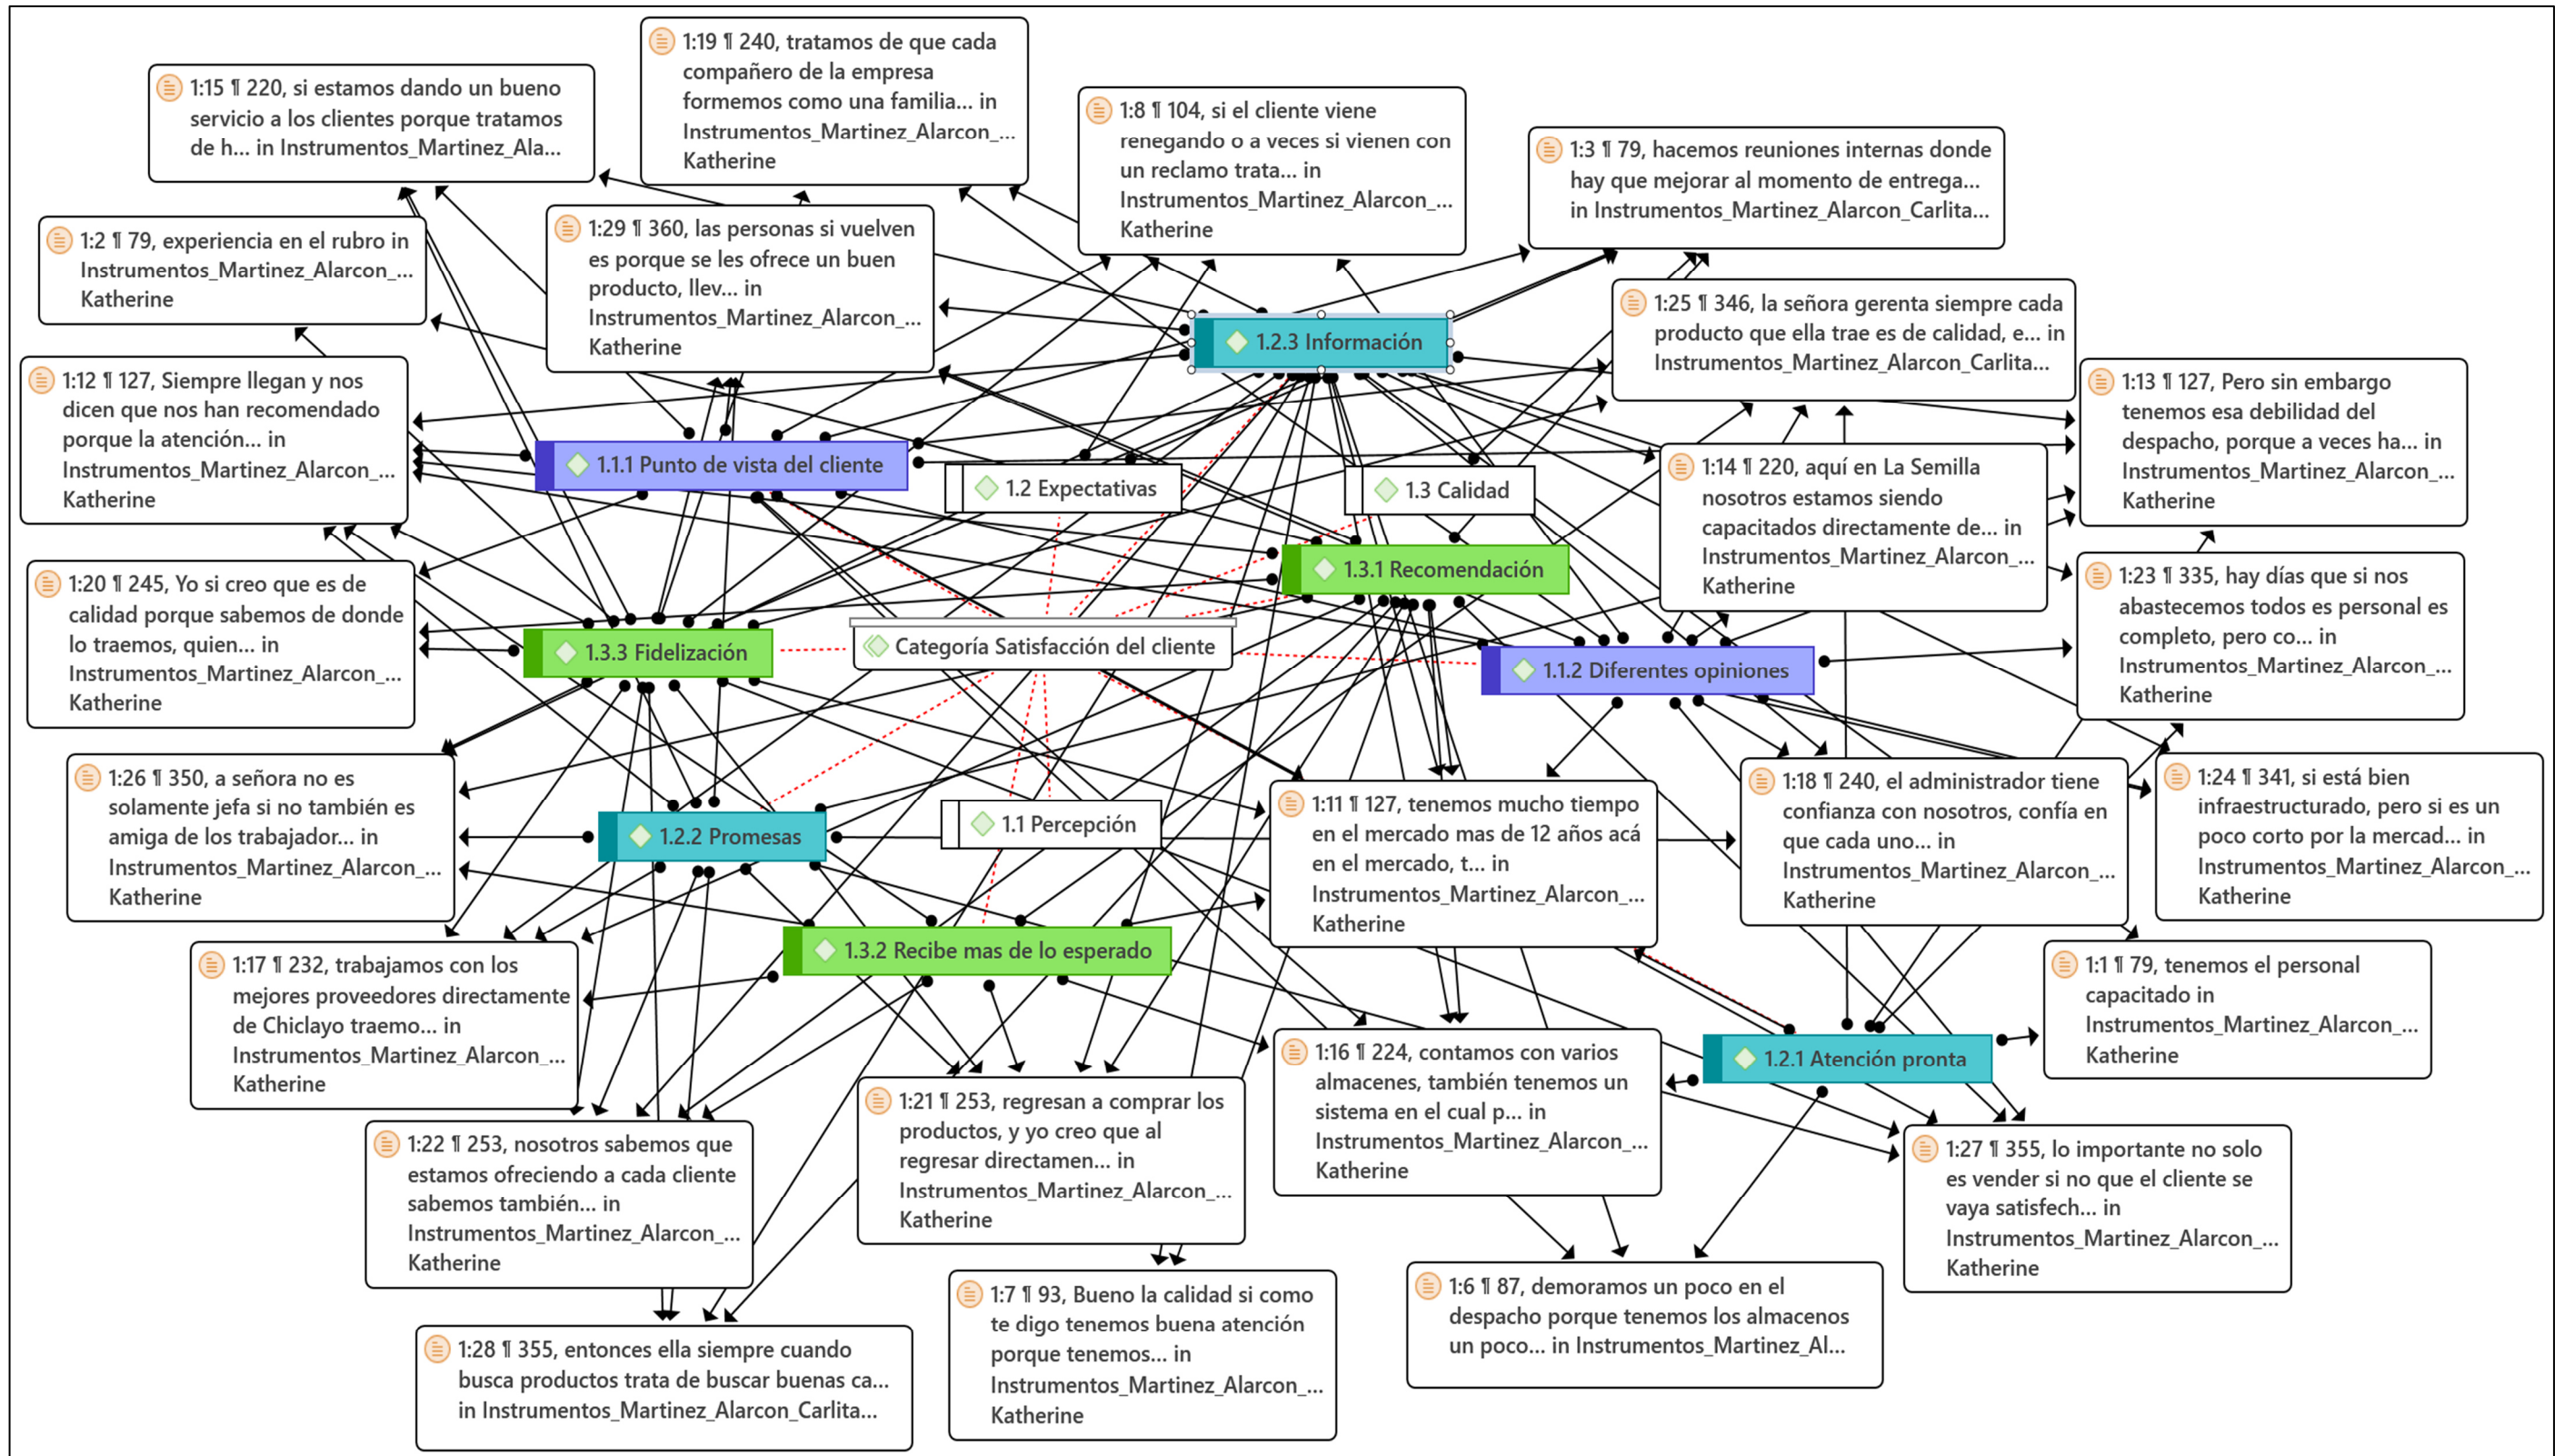 1:19 ¶ 240, tratamos de que cada
compañero de la empresa
formemos como una familia... in
Instrumentos_Martinez_Alarcon_...
Katherine
1:15 ¶ 220, si estamos dando un bueno
servicio a los clientes porque tratamos
de h... in Instrumentos_Martinez_Ala...
1:8 ¶ 104, si el cliente viene
renegando o a veces si vienen con
un reclamo trata... in
Instrumentos_Martinez_Alarcon_...
Katherine
1:3 ¶ 79, hacemos reuniones internas donde
hay que mejorar al momento de entrega...
in Instrumentos_Martinez_Alarcon_Carlita...
1:2 ¶ 79, experiencia en el rubro in
Instrumentos_Martinez_Alarcon_...
Katherine
1:29 ¶ 360, las personas si vuelven
es porque se les ofrece un buen
producto, llev... in
Instrumentos_Martinez_Alarcon_...
Katherine
1.2.3 Información
1:25 ¶ 346, la señora gerenta siempre cada
producto que ella trae es de calidad, e... in
Instrumentos_Martinez_Alarcon_Carlita...
1:12 ¶ 127, Siempre llegan y nos
dicen que nos han recomendado
porque la atención... in
Instrumentos_Martinez_Alarcon_...
Katherine
1:13 ¶ 127, Pero sin embargo
tenemos esa debilidad del
despacho, porque a veces ha... in
Instrumentos_Martinez_Alarcon_...
Katherine
1.1.1 Punto de vista del cliente
1.2 Expectativas
1.3 Calidad
1:14 ¶ 220, aquí en La Semilla
nosotros estamos siendo
capacitados directamente de... in
Instrumentos_Martinez_Alarcon_...
Katherine
1.3.1 Recomendación
1:20 ¶ 245, Yo si creo que es de
calidad porque sabemos de donde
lo traemos, quien... in
Instrumentos_Martinez_Alarcon_...
Katherine
1:23 ¶ 335, hay días que si nos
abastecemos todos es personal es
completo, pero co... in
Instrumentos_Martinez_Alarcon_...
Katherine
1.3.3 Fidelización
Categoría Satisfacción del cliente
1.1.2 Diferentes opiniones
1:26 ¶ 350, a señora no es
solamente jefa si no también es
amiga de los trabajador... in
Instrumentos_Martinez_Alarcon_...
Katherine
1.2.2 Promesas
1.1 Percepción
1:11 ¶ 127, tenemos mucho tiempo
en el mercado mas de 12 años acá
en el mercado, t... in
Instrumentos_Martinez_Alarcon_...
Katherine
1:18 ¶ 240, el administrador tiene
confianza con nosotros, confía en
que cada uno... in
Instrumentos_Martinez_Alarcon_...
Katherine
1:24 ¶ 341, si está bien
infraestructurado, pero si es un
poco corto por la mercad... in
Instrumentos_Martinez_Alarcon_...
Katherine
1.3.2 Recibe mas de lo esperado
1:17 ¶ 232, trabajamos con los
mejores proveedores directamente
de Chiclayo traemo... in
Instrumentos_Martinez_Alarcon_...
Katherine
1:1 ¶ 79, tenemos el personal
capacitado in
Instrumentos_Martinez_Alarcon_...
Katherine
1:16 ¶ 224, contamos con varios
almacenes, también tenemos un
sistema en el cual p... in
Instrumentos_Martinez_Alarcon_...
Katherine
1.2.1 Atención pronta
1:21 ¶ 253, regresan a comprar los
productos, y yo creo que al
regresar directamen... in
Instrumentos_Martinez_Alarcon_...
Katherine
1:22 ¶ 253, nosotros sabemos que
estamos ofreciendo a cada cliente
sabemos también... in
Instrumentos_Martinez_Alarcon_...
Katherine
1:27 ¶ 355, lo importante no solo
es vender si no que el cliente se
vaya satisfech... in
Instrumentos_Martinez_Alarcon_...
Katherine
1:7 ¶ 93, Bueno la calidad si como
te digo tenemos buena atención
porque tenemos... in
Instrumentos_Martinez_Alarcon_...
Katherine
1:6 ¶ 87, demoramos un poco en el
despacho porque tenemos los almacenos
un poco... in Instrumentos_Martinez_Al...
1:28 ¶ 355, entonces ella siempre cuando
busca productos trata de buscar buenas ca...
in Instrumentos_Martinez_Alarcon_Carlita...